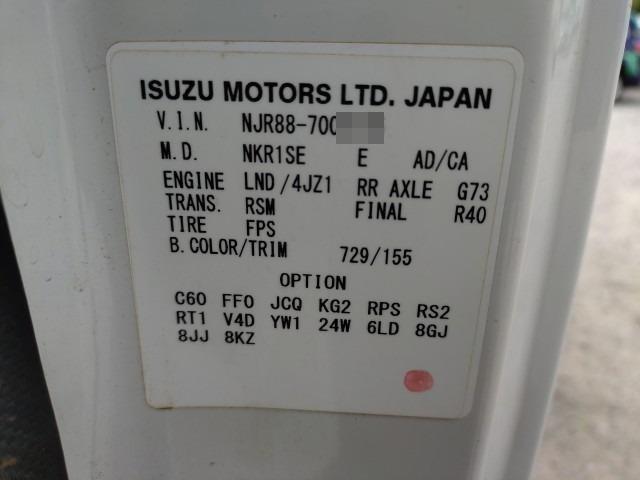 ISUZU MOTORS LTD. JAPAN
V.I.N. NJR88-700
M.D. NKR1SE E AD/CA
ENGINE LND/4JZ1 RR AXLE G73
TRANS. RSM FINAL R40
TIRE FPS
B.COLOR/TRIM 729/155
OPTION
C60 FF0 JCQ KG2 RPS RS2
RT1 V4D YW1 24W 6LD 8GJ
8JJ 8KZ